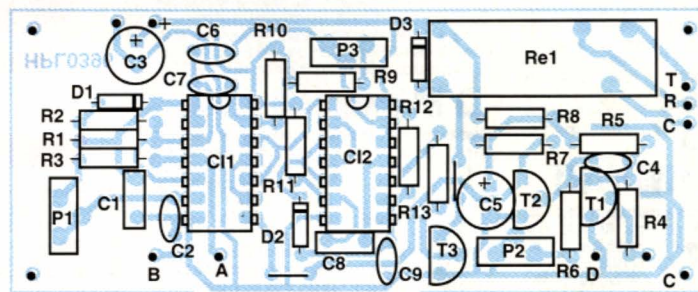 C6
R10
D3
+
HPL0396
+
C3
P3
Re1
C7
R9
T
D1
R12
R
R2
R8
R5
C
R1
R7
R3
CI1
CI2
C4
R11
+
P1
C1
C5
T2
T1
R13
R4
C2
D2
T3
P2
B
A
C8
C9
R6
D
C